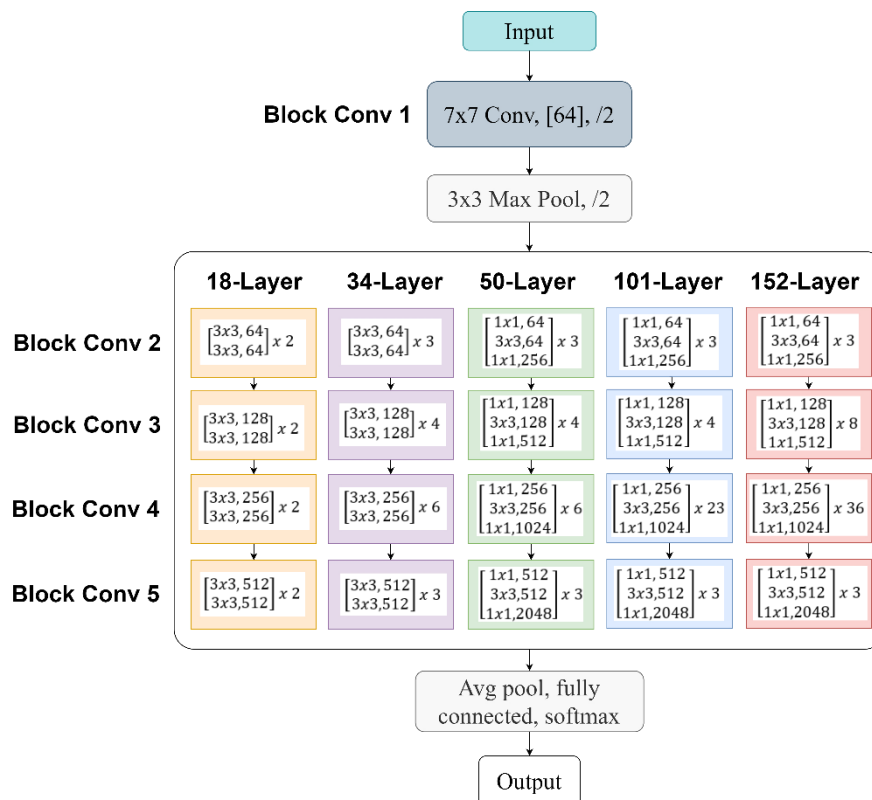 Input
Block Conv 1
7x7 Conv, [64], /2
3x3 Max Pool, /2
18-Layer 34-Layer 50-Layer 101-Layer 152-Layer
Block Conv 2
[3x3, 64
3x3, 64] x 2
[3x3, 64
3x3, 64] x 3
[1x1, 64
3x3,64
1x1,256] x 3
[1x1, 64
3x3, 64
1x1,256] x 3
[1x1, 64
3x3,64
1x1,256] x 3
Block Conv 3
[3x3, 128
3x3, 128] x 2
[3x3, 128
3x3, 128] x 4
[1x1, 128
3x3,128
1x1,512] x 4
[1x1, 128
3x3,128
1x1,512] x 4
[1x1, 128
3x3,128
1x1,512] x 8
Block Conv 4
[3x3, 256
3x3,256] x 2
[3x3, 256
3x3,256] x 6
[1x1, 256
3x3,256
1x1,1024] x 6
[1x1, 256
3x3,256
1x1,1024] x 23
[1x1, 256
3x3,256
1x1,1024] x 36
Block Conv 5
[3x3, 512
3x3,512] x 2
[3x3, 512
3x3,512] x 3
[1x1, 512
3x3,512
1x1,2048] x 3
[1x1, 512
3x3,512
1x1,2048] x 3
[1x1, 512
3x3,512
1x1,2048] x 3
Avg pool, fully
connected, softmax
Output